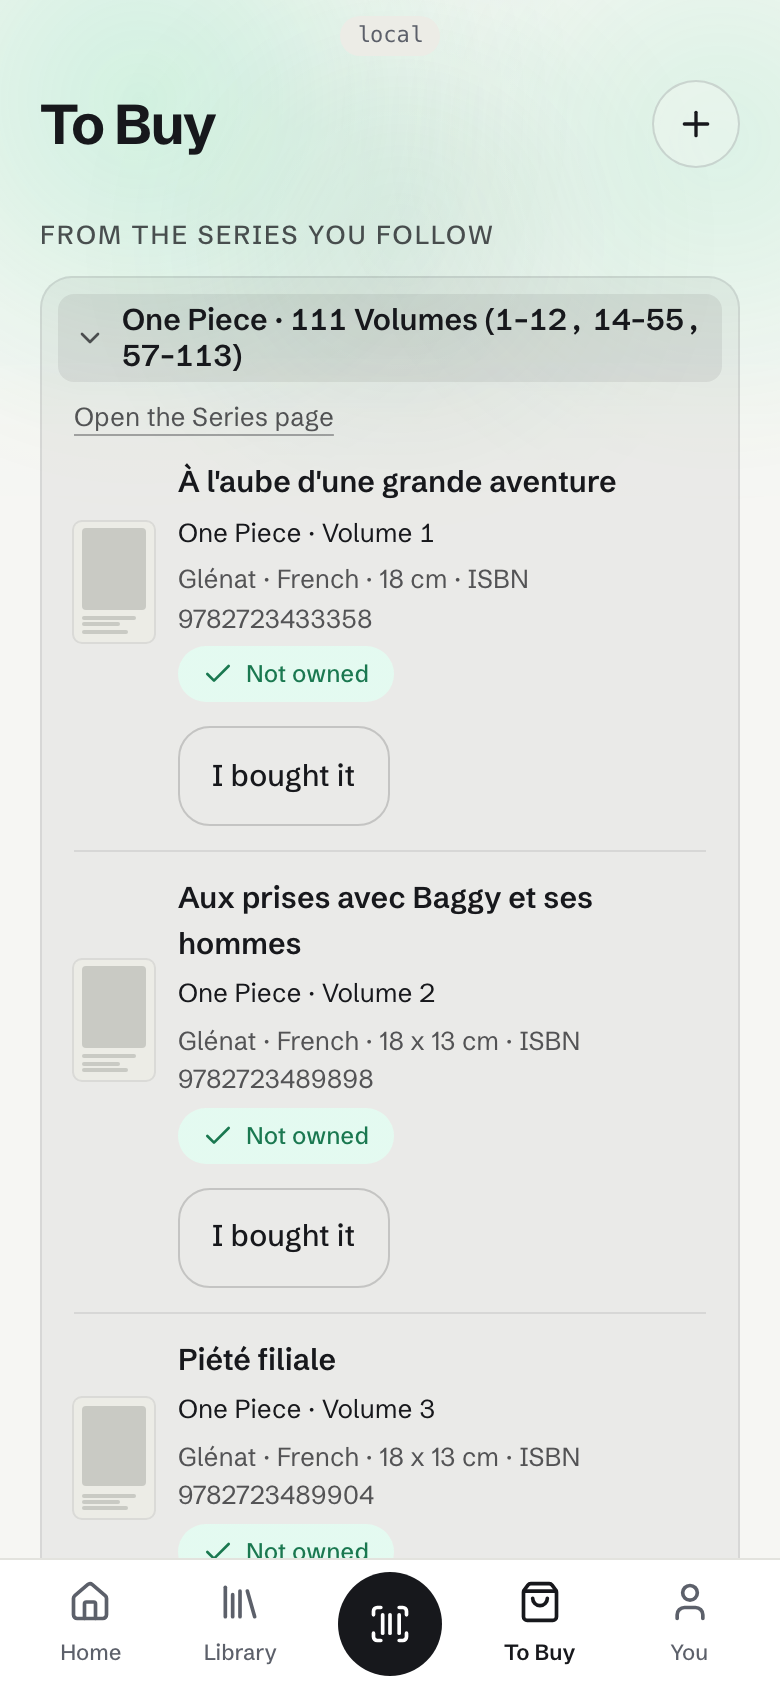 local
To Buy
FROM THE SERIES YOU FOLLOW
One Piece · 111 Volumes (1-12, 14-55,
57-113)
Open the Series page
À l'aube d'une grande aventure
One Piece · Volume 1
Glénat · French · 18 cm · ISBN
9782723433358
Not owned
I bought it
Aux prises avec Baggy et ses
hommes
One Piece · Volume 2
Glénat · French · 18 x 13 cm · ISBN
9782723489898
Not owned
I bought it
Piété filiale
One Piece · Volume 3
Glénat · French · 18 x 13 cm · ISBN
9782723489904
Not owned
Home
Library
To Buy
You